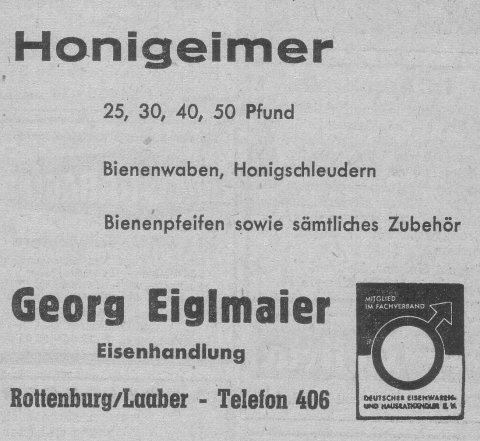 Honigeimer
25, 30, 40, 50 Pfund
Bienenwaben, Honigschleudern
Bienenpfeifen sowie sämtliches Zubehör
Georg Eiglmaier
Eisenhandlung
Rottenburg/Laaber - Telefon 406
MITGLIED
IM FACHVERBAND
DEUTSCHER EISENWAREN-
UND HAUSRATHÄNDLER E. V.